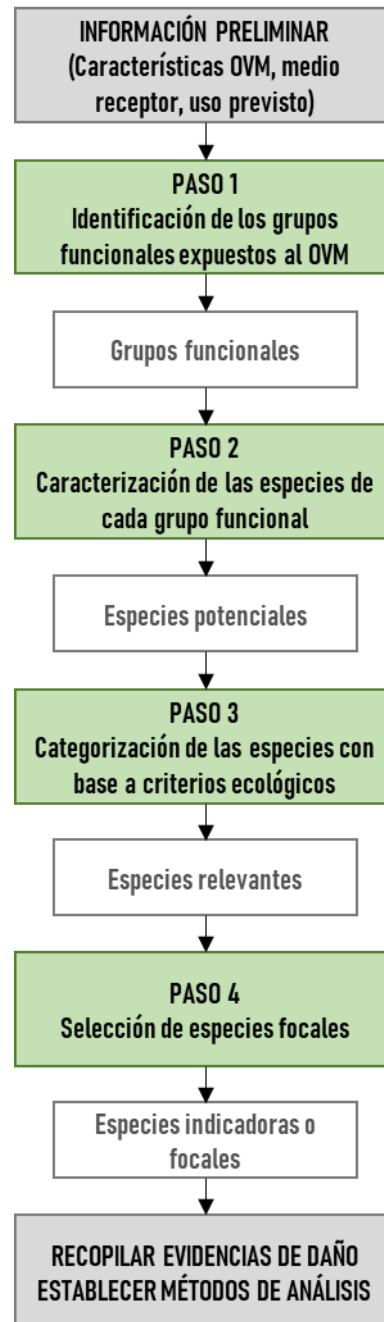 INFORMACIÓN PRELIMINAR
(Características OVM, medio
receptor, uso previsto)
PASO 1
Identificación de los grupos
funcionales expuestos al OVM
Grupos funcionales
PASO 2
Caracterización de las especies de
cada grupo funcional
Especies potenciales
PASO 3
Categorización de las especies con
base a criterios ecológicos
Especies relevantes
PASO 4
Selección de especies focales
Especies indicadoras o
focales
RECOPILAR EVIDENCIAS DE DAÑO
ESTABLECER MÉTODOS DE ANÁLISIS